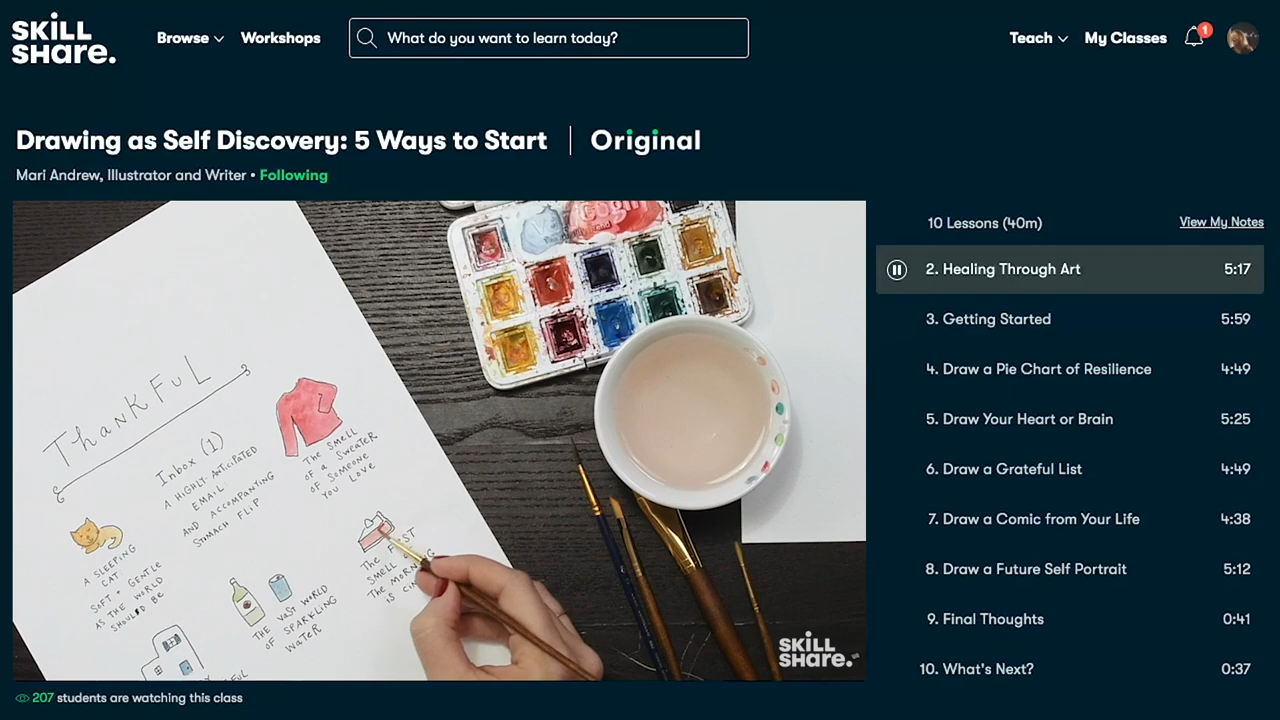 SKILL
SHARE.
Browse
Workshops
What do you want to learn today?
Teach
My Classes
1
Drawing as Self Discovery: 5 Ways to Start
Original
Mari Andrew, Illustrator and Writer • Following
THANKFUL
Inbox (1)
A HIGHLY-ANTICIPATED
EMAIL
AND ACCOMPANYING
STOMACH FLIP
THE SMELL
OF A SWEATER
OF SOMEONE
YOU LOVE
A SLEEPING
CAT:
SOFT + GENTLE
AS THE WORLD
SHOULD BE
THE VAST WORLD
OF SPARKLING
WATER
THE FIRST
SMELL
THE MORN
IS
SKILL
SHARE.
207 students are watching this class
10 Lessons (40m)
View My Notes
2. Healing Through Art 5:17
3. Getting Started 5:59
4. Draw a Pie Chart of Resilience 4:49
5. Draw Your Heart or Brain 5:25
6. Draw a Grateful List 4:49
7. Draw a Comic from Your Life 4:38
8. Draw a Future Self Portrait 5:12
9. Final Thoughts 0:41
10. What's Next? 0:37